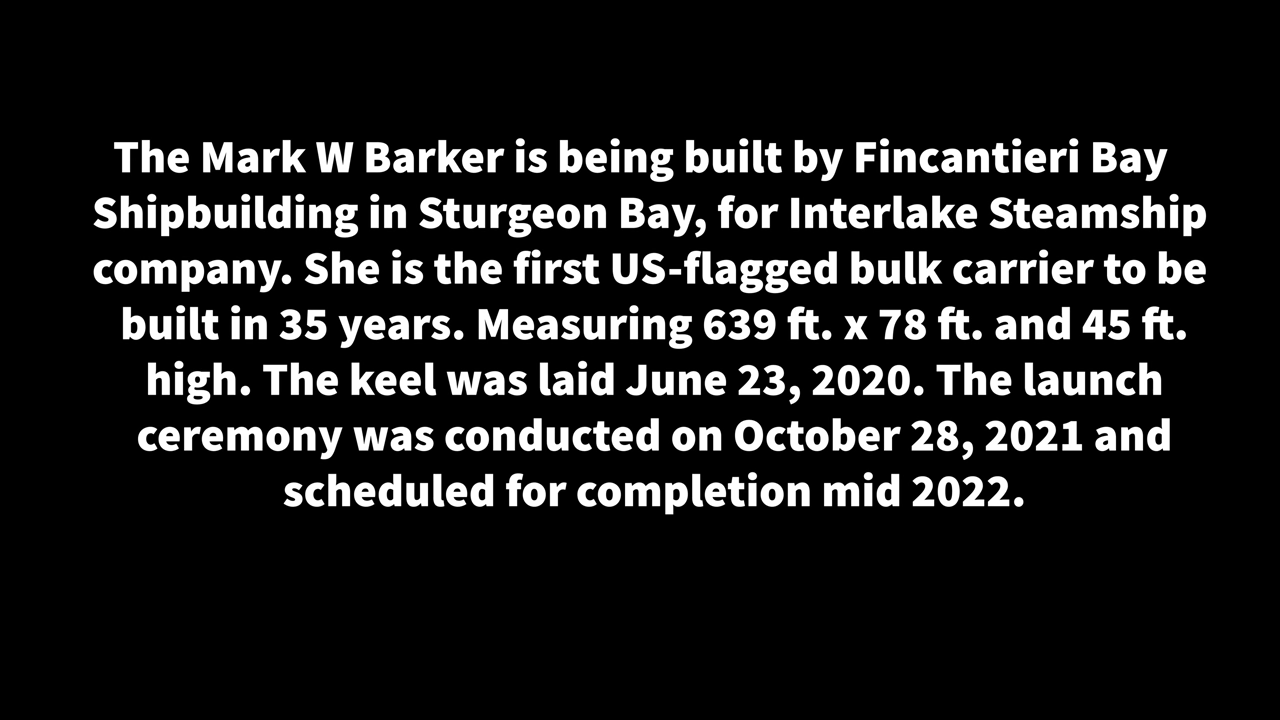 The Mark W Barker is being built by Fincantieri Bay
Shipbuilding in Sturgeon Bay, for Interlake Steamship
company. She is the first US-flagged bulk carrier to be
built in 35 years. Measuring 639 ft. x 78 ft. and 45 ft.
high. The keel was laid June 23, 2020. The launch
ceremony was conducted on October 28, 2021 and
scheduled for completion mid 2022.